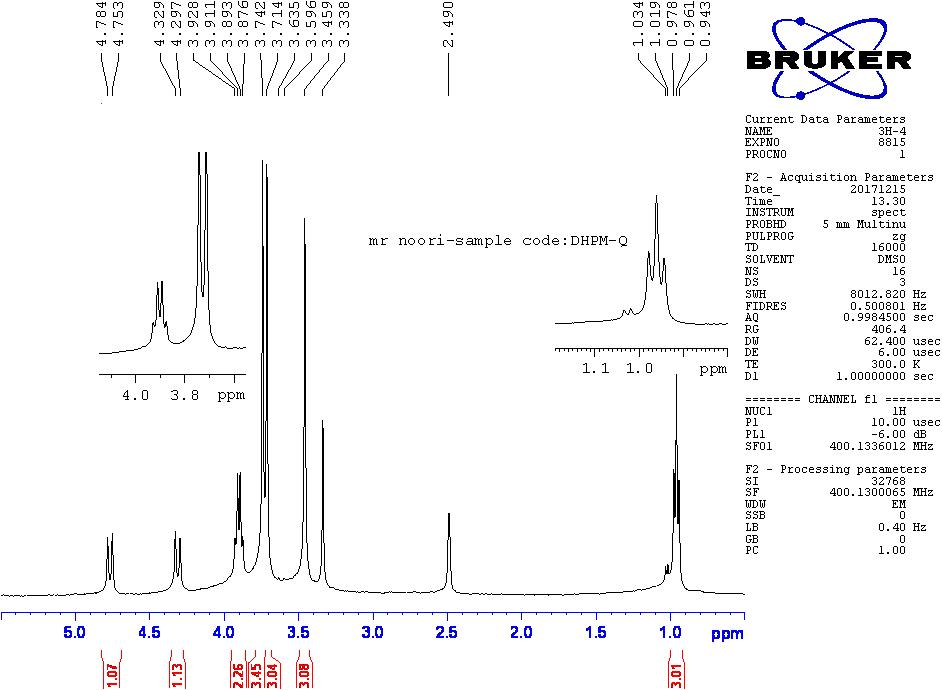 4.784
4.753
4.329
4.297
3.928
3.911
3.893
3.876
3.742
3.714
3.635
3.596
3.459
3.338
2.490
1.034
1.019
0.978
0.961
0.943
BRUKER
Current Data Parameters
NAME 3H-4
EXPNO 8815
PROCNO 1
F2 - Acquisition Parameters
Date_ 20171215
Time 13.30
INSTRUM spect
PROBHD 5 mm Multinu
PULPROG zg
TD 16000
SOLVENT DMSO
NS 16
DS 3
SWH 8012.820 Hz
FIDRES 0.500801 Hz
AQ 0.9984500 sec
RG 406.4
DW 62.400 usec
DE 6.00 usec
TE 300.0 K
D1 1.00000000 sec
======== CHANNEL f1 ========
NUC1 1H
P1 10.00 usec
PL1 -6.00 dB
SFO1 400.1336012 MHz
F2 - Processing parameters
SI 32768
SF 400.1300065 MHz
WDW EM
SSB 0
LB 0.40 Hz
GB 0
PC 1.00
mr noori-sample code:DHPM-Q
4.0 3.8 ppm
1.1 1.0 ppm
5.0 4.5 4.0 3.5 3.0 2.5 2.0 1.5 1.0 ppm
1.07
1.13
2.26
3.45
3.04
3.08
3.01